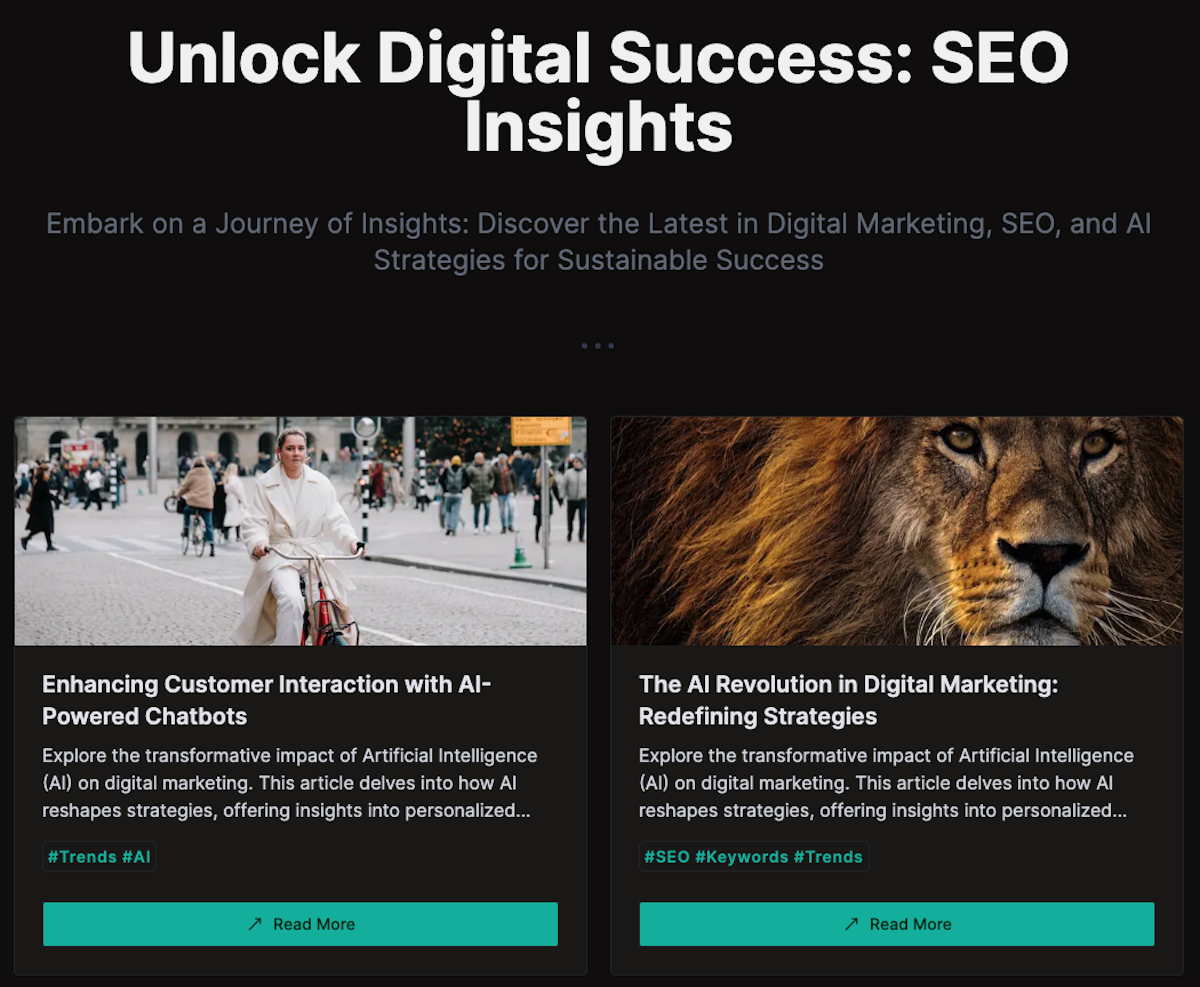 Unlock Digital Success: SEO
Insights
Embark on a Journey of Insights: Discover the Latest in Digital Marketing, SEO, and AI
Strategies for Sustainable Success
Enhancing Customer Interaction with AI-
Powered Chatbots
Explore the transformative impact of Artificial Intelligence
(AI) on digital marketing. This article delves into how AI
reshapes strategies, offering insights into personalized...
#Trends #AI
Read More
The AI Revolution in Digital Marketing:
Redefining Strategies
Explore the transformative impact of Artificial Intelligence
(AI) on digital marketing. This article delves into how AI
reshapes strategies, offering insights into personalized...
#SEO #Keywords #Trends
Read More